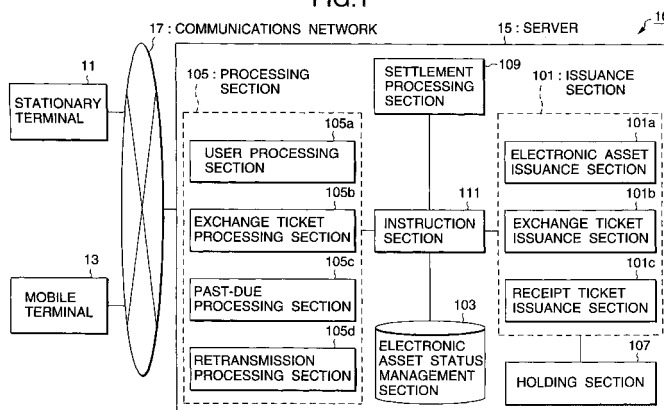 FIG.1
17 : COMMUNICATIONS NETWORK
15 : SERVER
10
11
STATIONARY
TERMINAL
13
MOBILE
TERMINAL
105 : PROCESSING
SECTION
105a
USER PROCESSING
SECTION
105b
EXCHANGE TICKET
PROCESSING SECTION
105c
PAST-DUE
PROCESSING SECTION
105d
RETRANSMISSION
PROCESSING SECTION
SETTLEMENT
PROCESSING
SECTION
109
111
INSTRUCTION
SECTION
103
ELECTRONIC
ASSET STATUS
MANAGEMENT
SECTION
101 : ISSUANCE
SECTION
101a
ELECTRONIC ASSET
ISSUANCE SECTION
101b
EXCHANGE TICKET
ISSUANCE SECTION
101c
RECEIPT TICKET
ISSUANCE SECTION
107
HOLDING SECTION